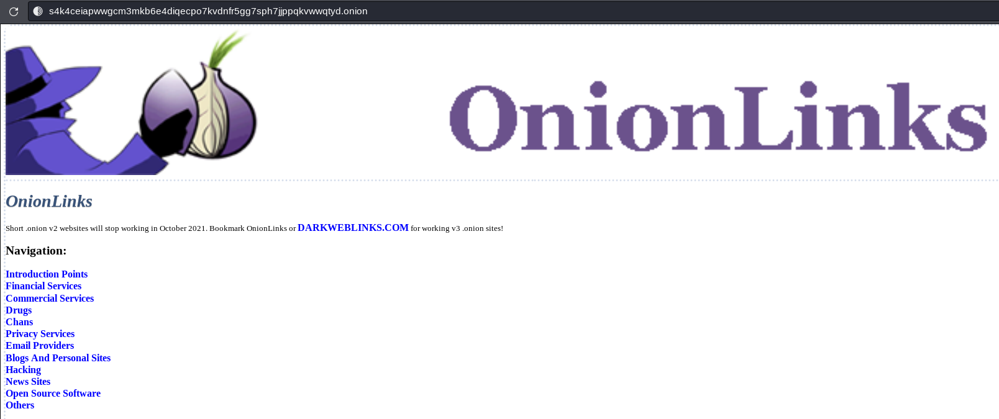 s4k4ceiapwwgcm3mkb6e4diqecpo7kvdnfr5gg7sph7jjppqkvwwqtyd.onion
OnionLinks
OnionLinks
Short .onion v2 websites will stop working in October 2021. Bookmark OnionLinks or DARKWEBLINKS.COM for working v3 .onion sites!
Navigation:
Introduction Points
Financial Services
Commercial Services
Drugs
Chans
Privacy Services
Email Providers
Blogs And Personal Sites
Hacking
News Sites
Open Source Software
Others